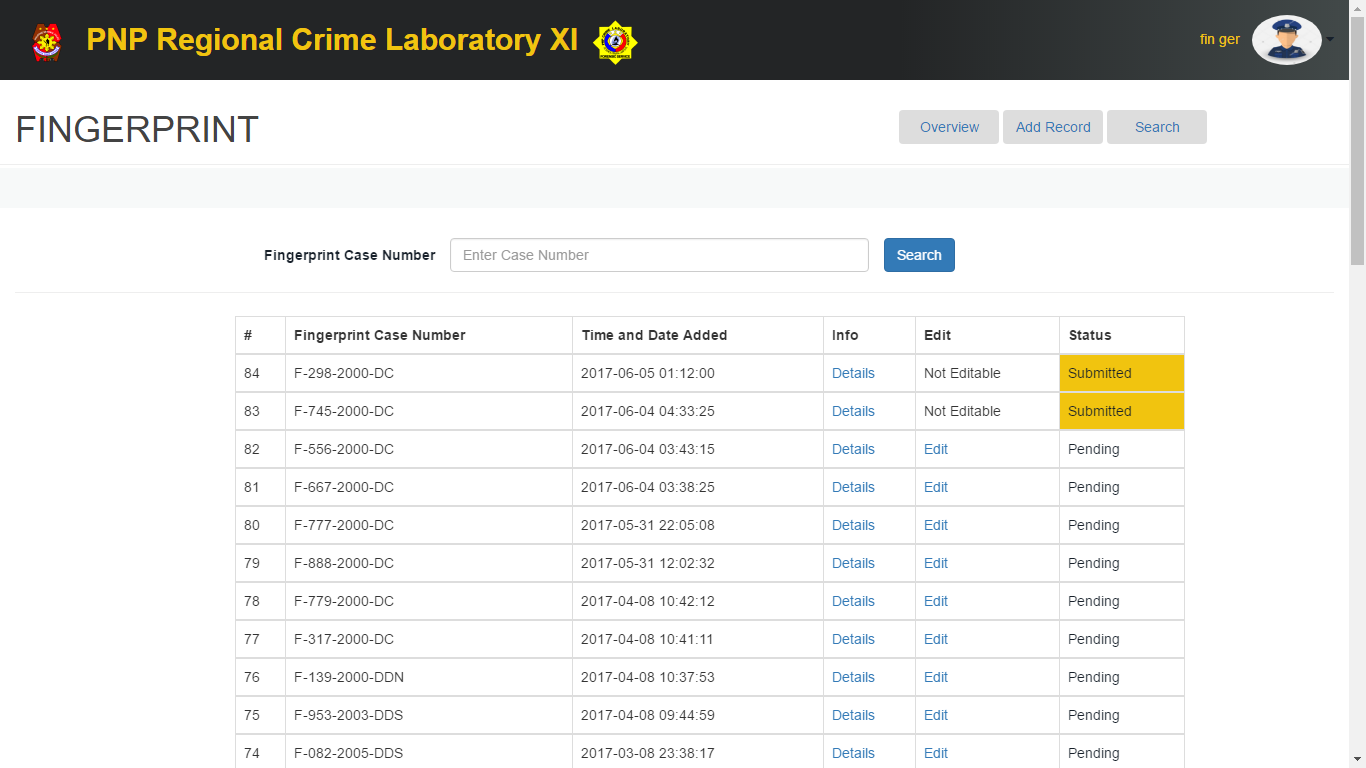 PNP Regional Crime Laboratory XI
fin ger
FINGERPRINT
Overview Add Record Search
Fingerprint Case Number Enter Case Number Search
# Fingerprint Case Number Time and Date Added Info Edit Status
84 F-298-2000-DC 2017-06-05 01:12:00 Details Not Editable Submitted
83 F-745-2000-DC 2017-06-04 04:33:25 Details Not Editable Submitted
82 F-556-2000-DC 2017-06-04 03:43:15 Details Edit Pending
81 F-667-2000-DC 2017-06-04 03:38:25 Details Edit Pending
80 F-777-2000-DC 2017-05-31 22:05:08 Details Edit Pending
79 F-888-2000-DC 2017-05-31 12:02:32 Details Edit Pending
78 F-779-2000-DC 2017-04-08 10:42:12 Details Edit Pending
77 F-317-2000-DC 2017-04-08 10:41:11 Details Edit Pending
76 F-139-2000-DDN 2017-04-08 10:37:53 Details Edit Pending
75 F-953-2003-DDS 2017-04-08 09:44:59 Details Edit Pending
74 F-082-2005-DDS 2017-03-08 23:38:17 Details Edit Pending